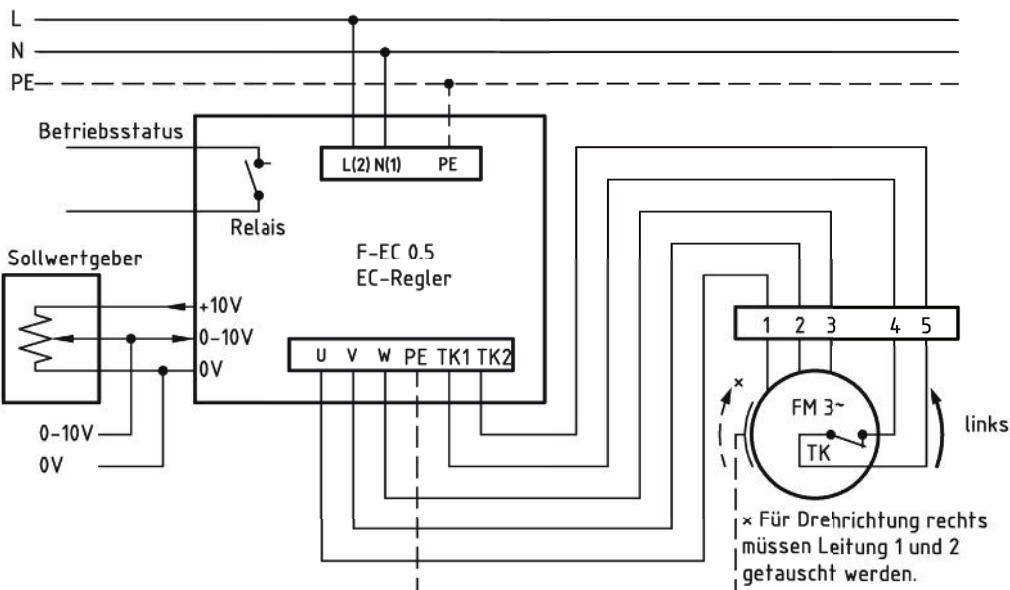 L
N
PE
Betriebsstatus
L(2) N(1) PE
Relais
F-EC 0.5
EC-Regler
Sollwertgeber
+10V
0-10V
0V
U V W PE TK1 TK2
0-10V
0V
1 2 3 4 5
×
FM 3~
TK
links
× Für Drehrichtung rechts
müssen Leitung 1 und 2
getauscht werden.